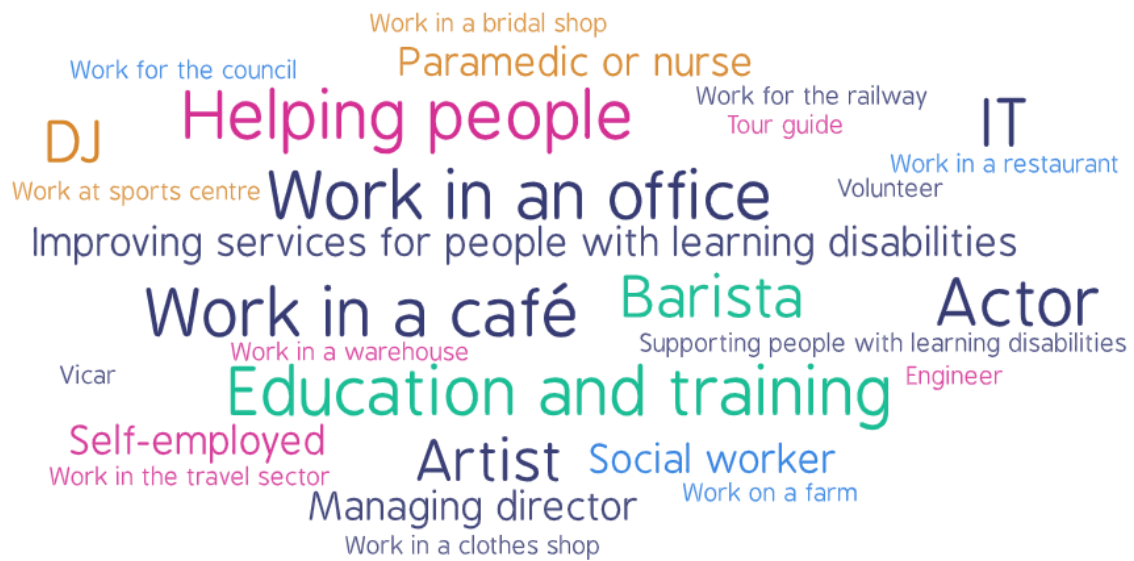 Work in a bridal shop
Paramedic or nurse
Work for the council
Helping people
Work for the railway
IT
DJ
Tour guide
Work in a restaurant
Work at sports centre
Work in an office
Volunteer
Improving services for people with learning disabilities
Work in a café
Barista
Actor
Supporting people with learning disabilities
Work in a warehouse
Vicar
Education and training
Engineer
Self-employed
Artist
Social worker
Work in the travel sector
Work on a farm
Managing director
Work in a clothes shop